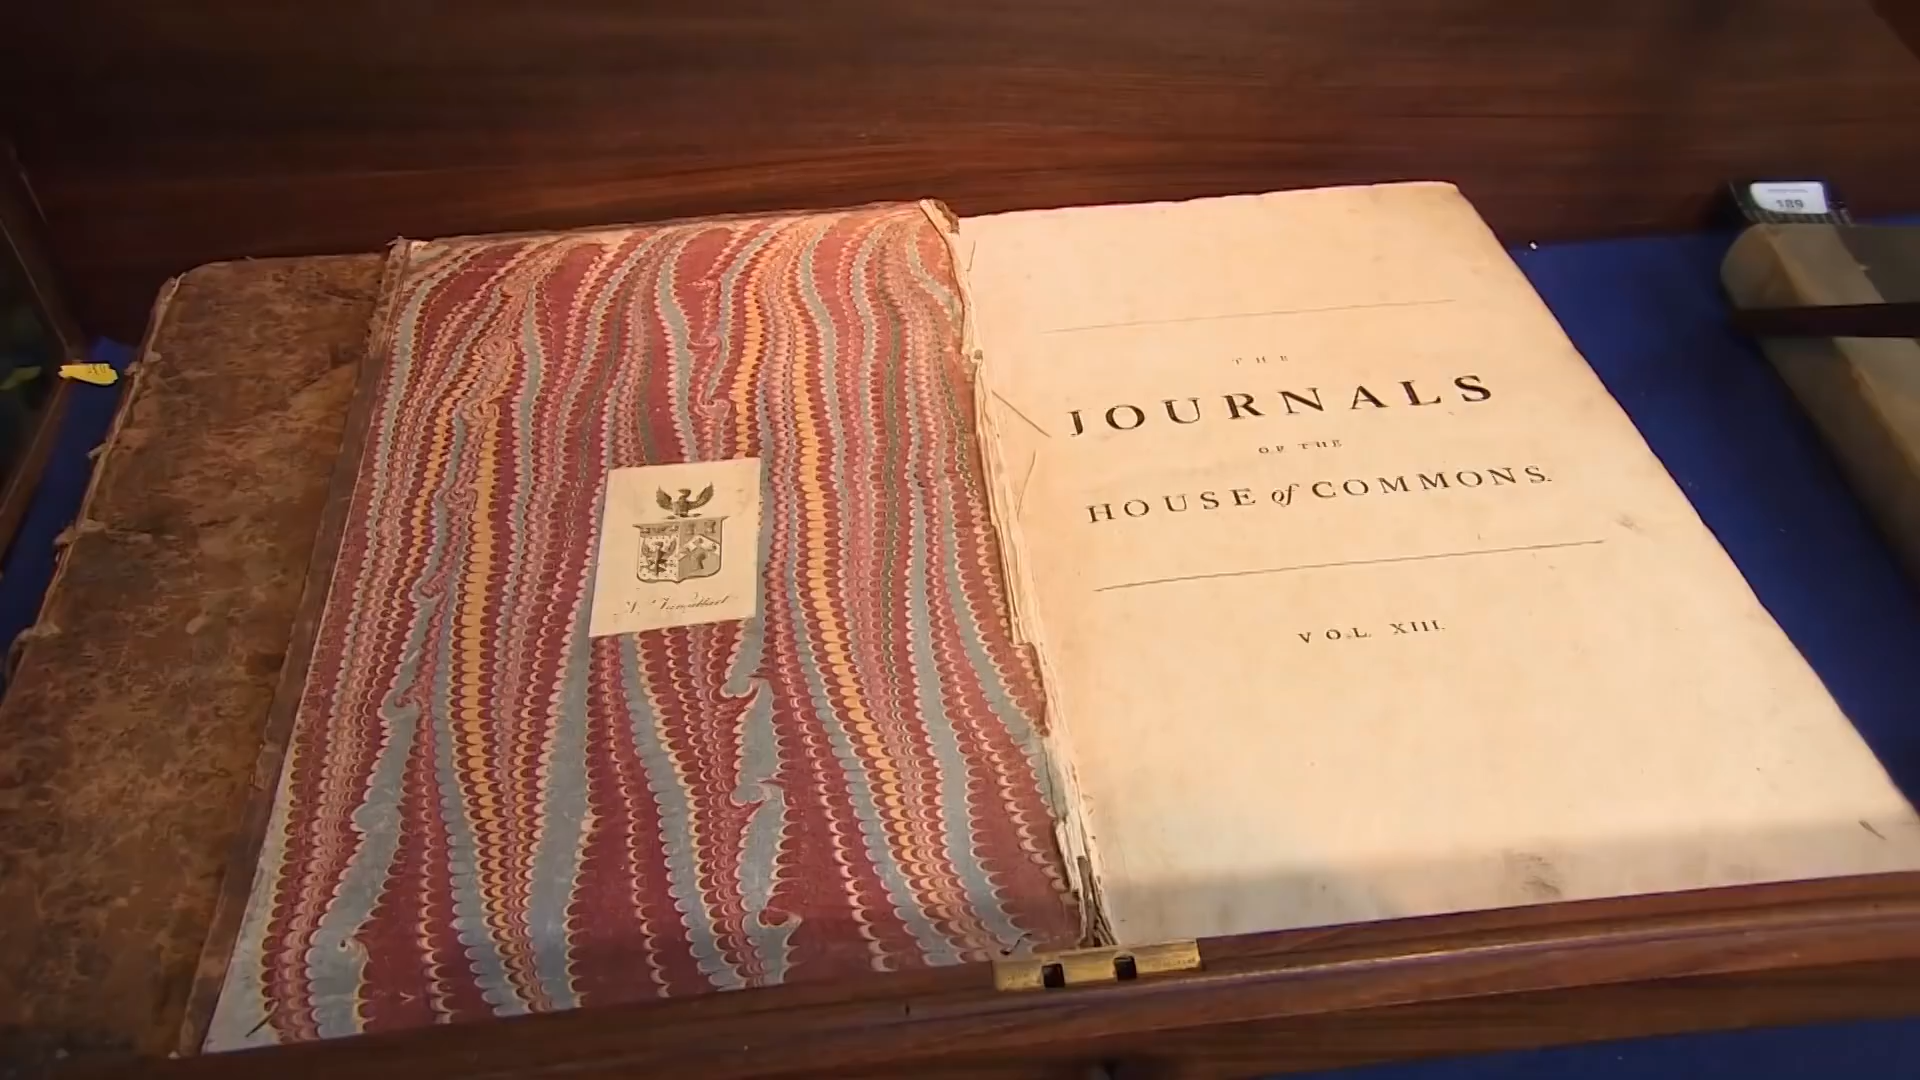 THE
JOURNALS
OF THE
HOUSE of COMMONS.
VOL. XIII.
189